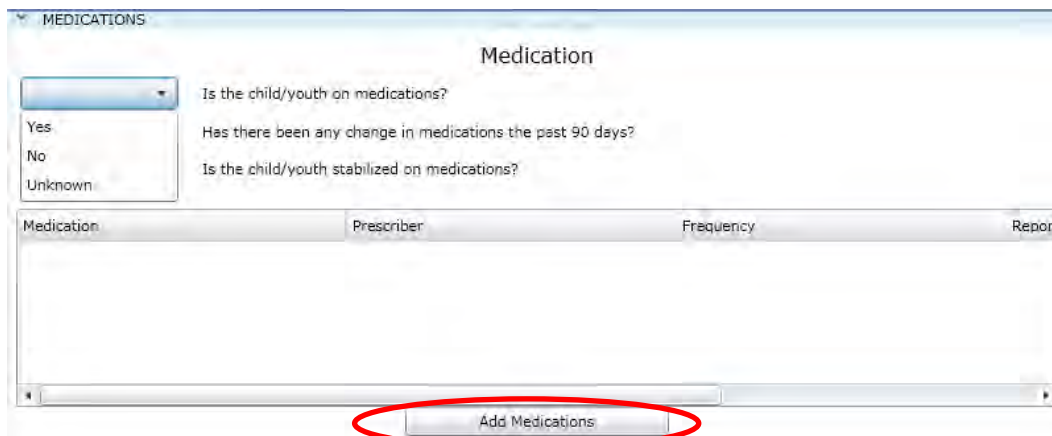 MEDICATIONS
Medication
Is the child/youth on medications?
Yes
Has there been any change in medications the past 90 days?
No
Is the child/youth stabilized on medications?
Unknown
Medication Prescriber Frequency Repor
Add Medications